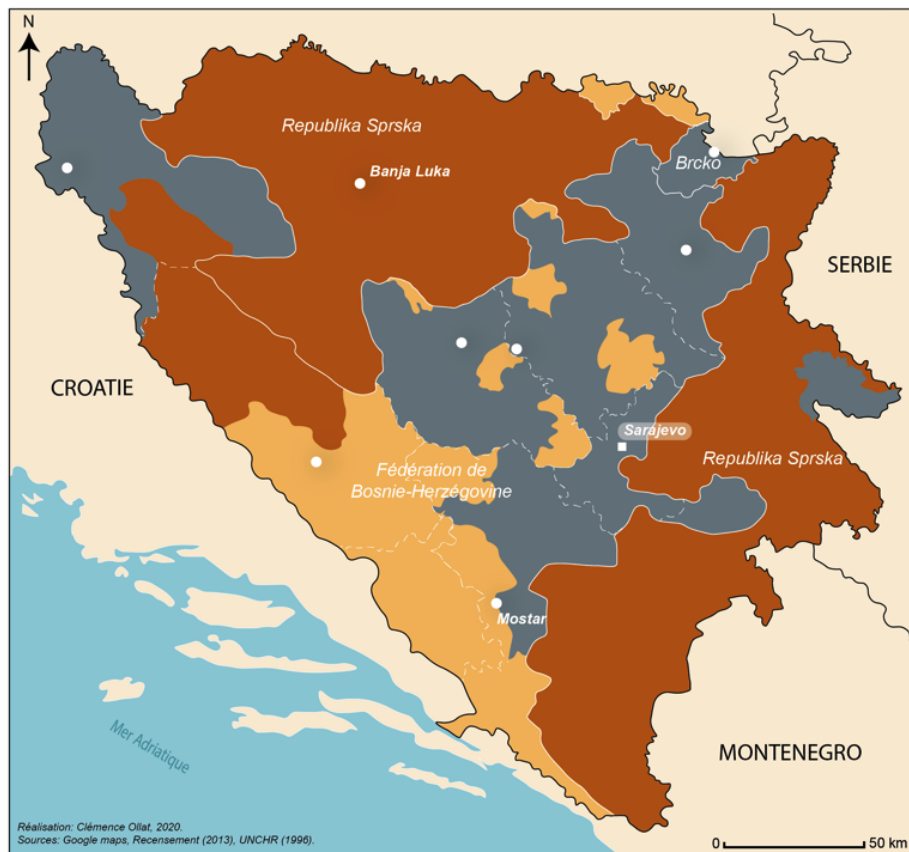 N
Republika Sprska
Banja Luka
Brcko
SERBIE
CROATIE
Sarajevo
Republika Sprska
Fédération de
Bosnie-Herzégovine
Mostar
Mer Adriatique
MONTENEGRO
Réalisation: Clémence Ollat, 2020.
Sources: Google maps, Recensement (2013), UNCHR (1996).
0 50 km